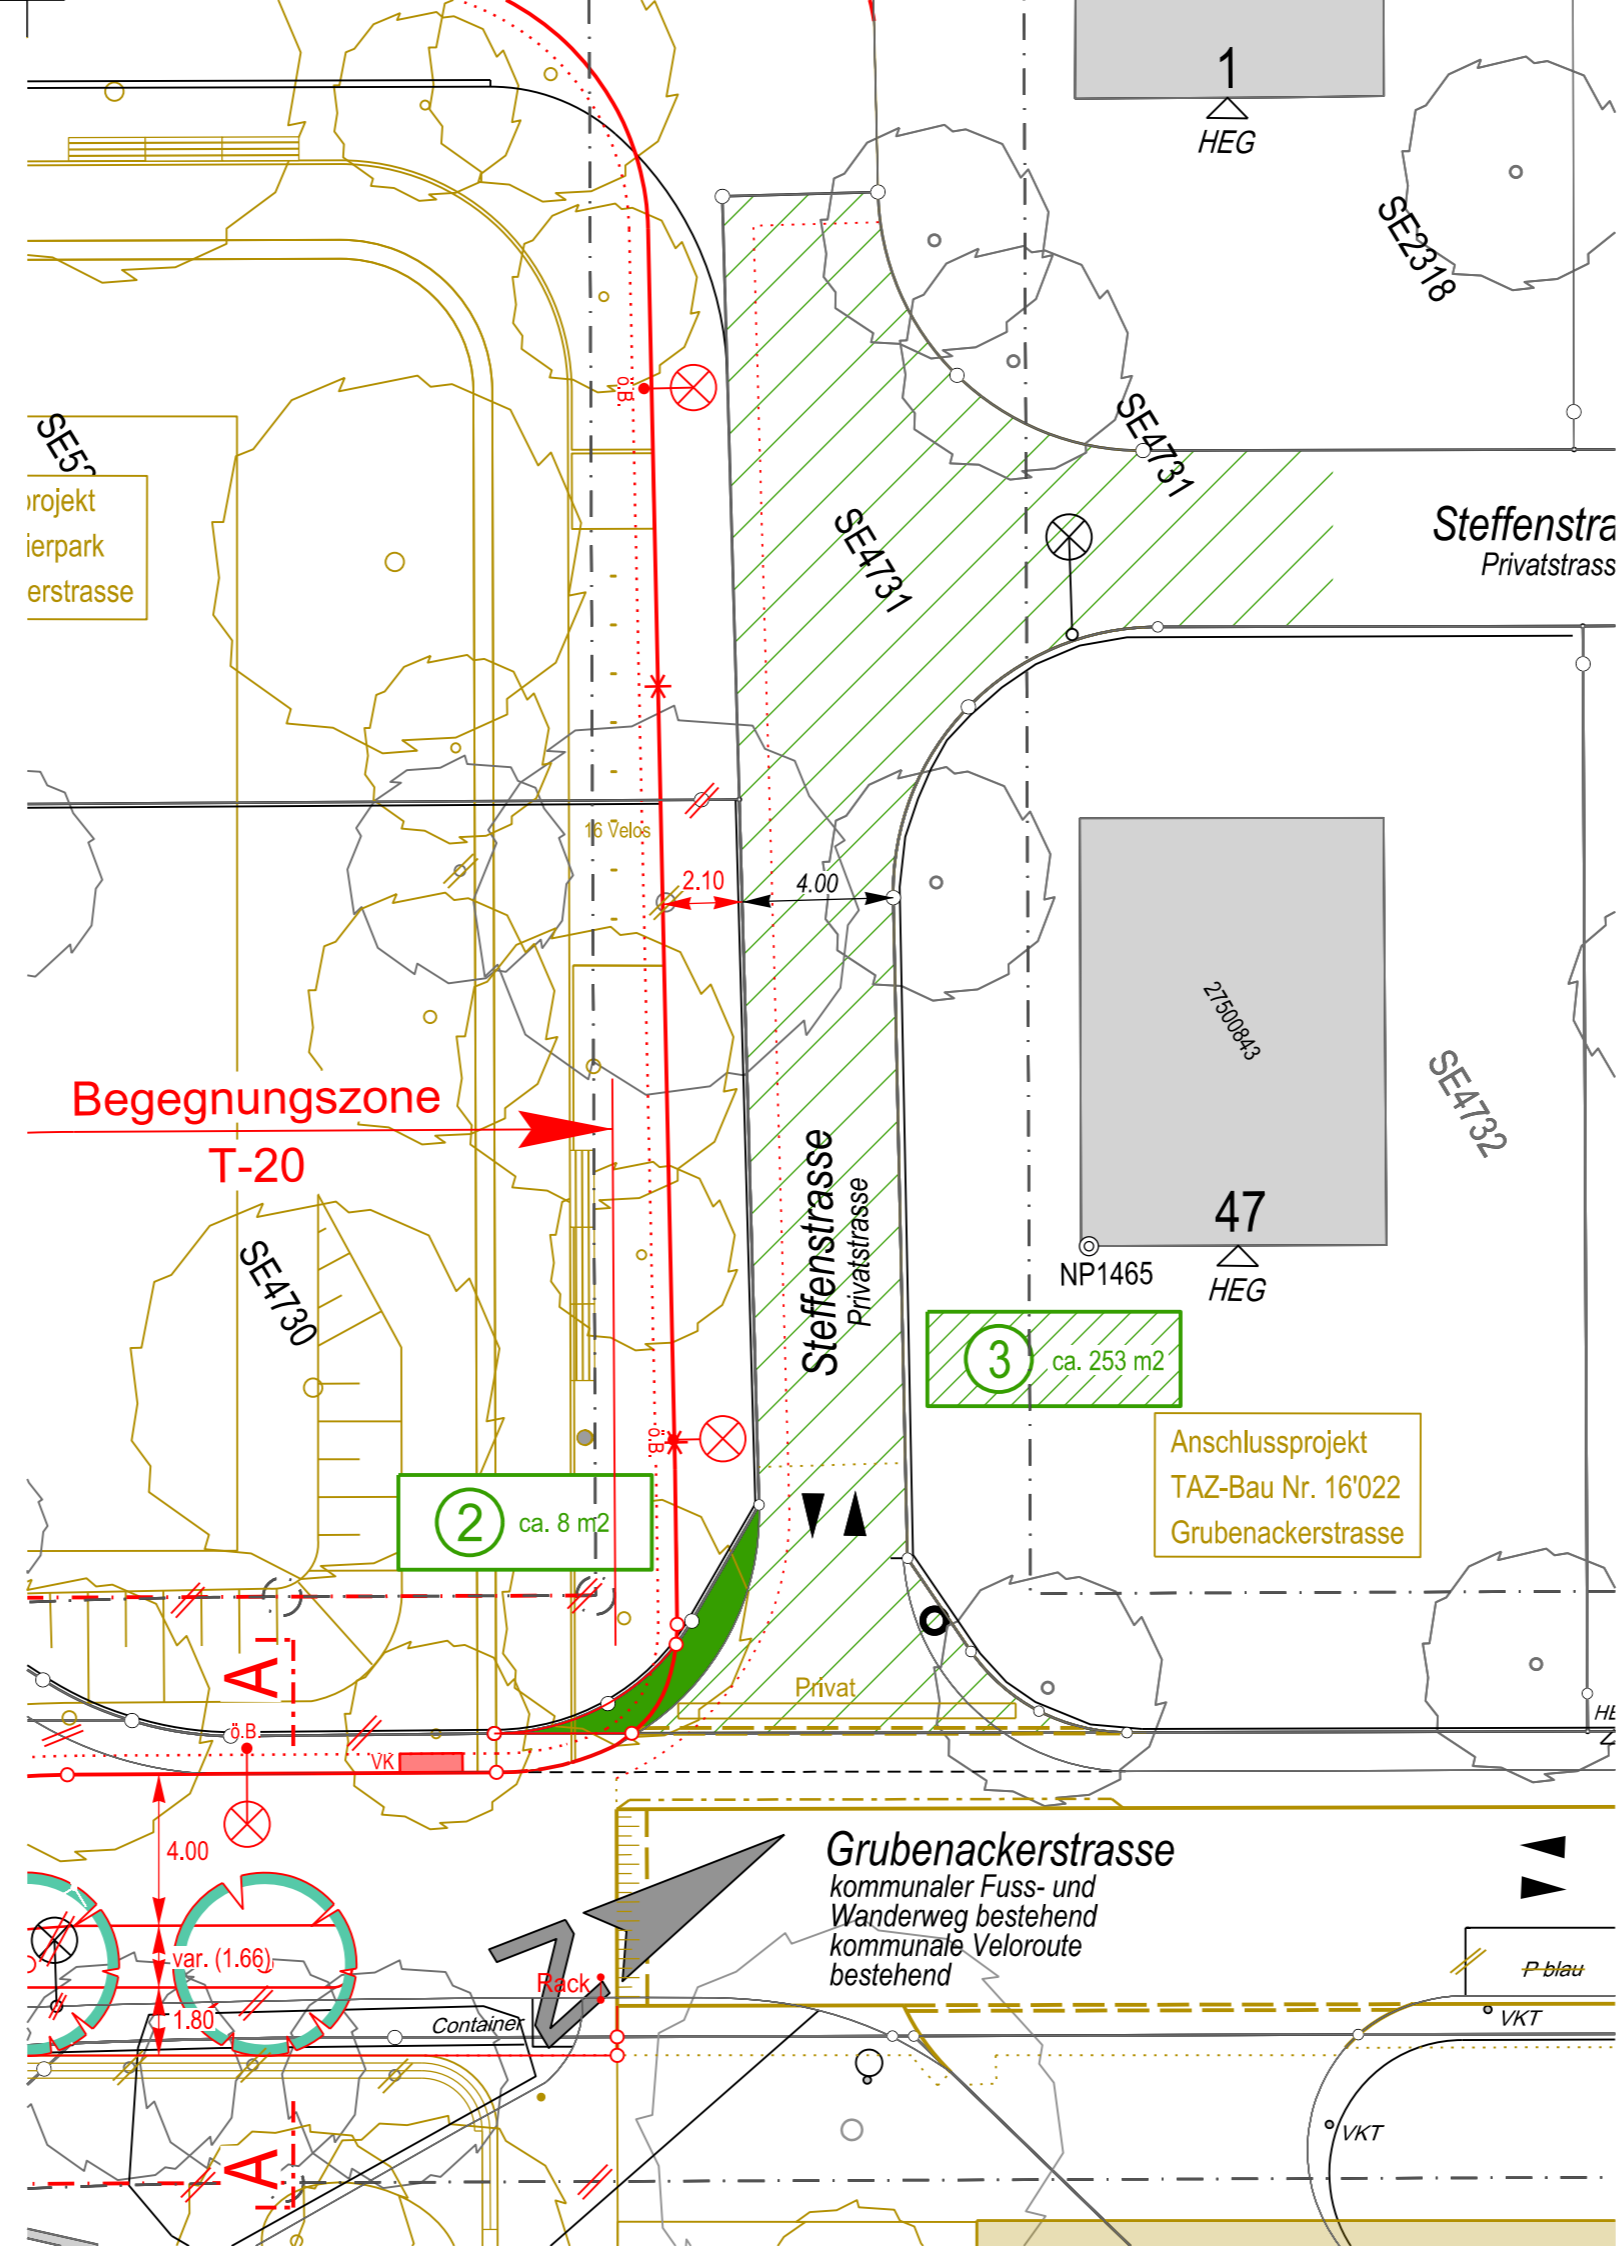 1
HEG
SE2318
SE4731
SE4731
Steffenstra
Privatstrass
rojekt
ierpark
erstrasse
ö.B.
16 Velos
2.10
4.00
27500843
SE4732
Begegnungszone
T-20
Steffenstrasse
Privatstrasse
47
NP1465
HEG
SE4730
3 ca. 253 m2
Anschlussprojekt
TAZ-Bau Nr. 16'022
Grubenackerstrasse
ö.B.
2 ca. 8 m2
A
Privat
ö.B.
VK
4.00
Grubenackerstrasse
kommunaler Fuss- und
Wanderweg bestehend
kommunale Veloroute
bestehend
var. (1.66)
Rack
P blau
1.80
Container
VKT
VKT
A